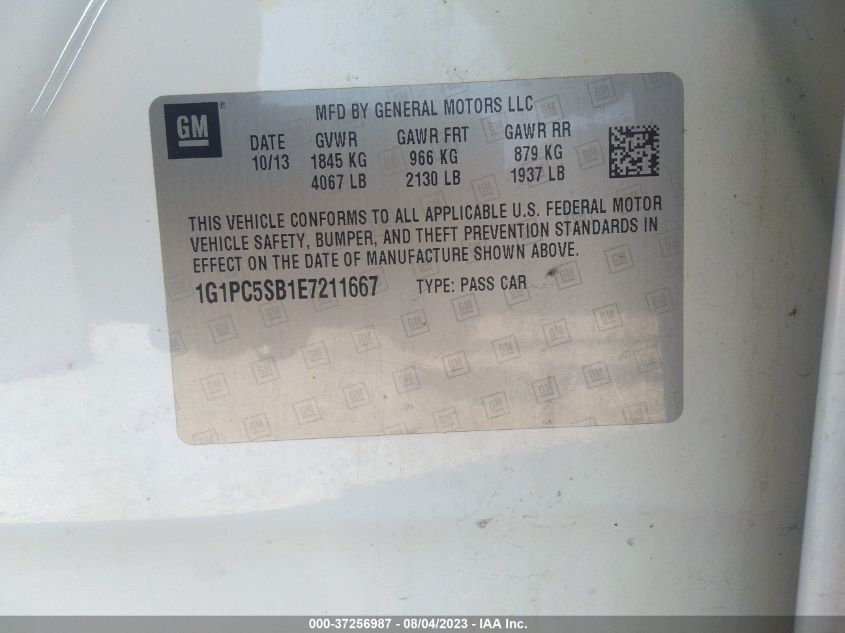 GM ®
MFD BY GENERAL MOTORS LLC
DATE GVWR GAWR FRT GAWR RR
10/13 1845 KG 966 KG 879 KG
4067 LB 2130 LB 1937 LB
THIS VEHICLE CONFORMS TO ALL APPLICABLE U.S. FEDERAL MOTOR
VEHICLE SAFETY, BUMPER, AND THEFT PREVENTION STANDARDS IN
EFFECT ON THE DATE OF MANUFACTURE SHOWN ABOVE.
1G1PC5SB1E7211667 TYPE: PASS CAR
000-37256987 - 08/04/2023 - IAA Inc.